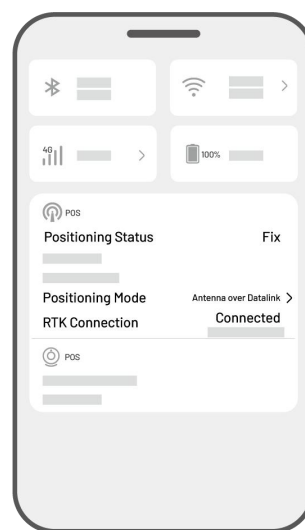 4G
100%
POS
Positioning Status Fix
Positioning Mode Antenna over Datalink
RTK Connection Connected
POS